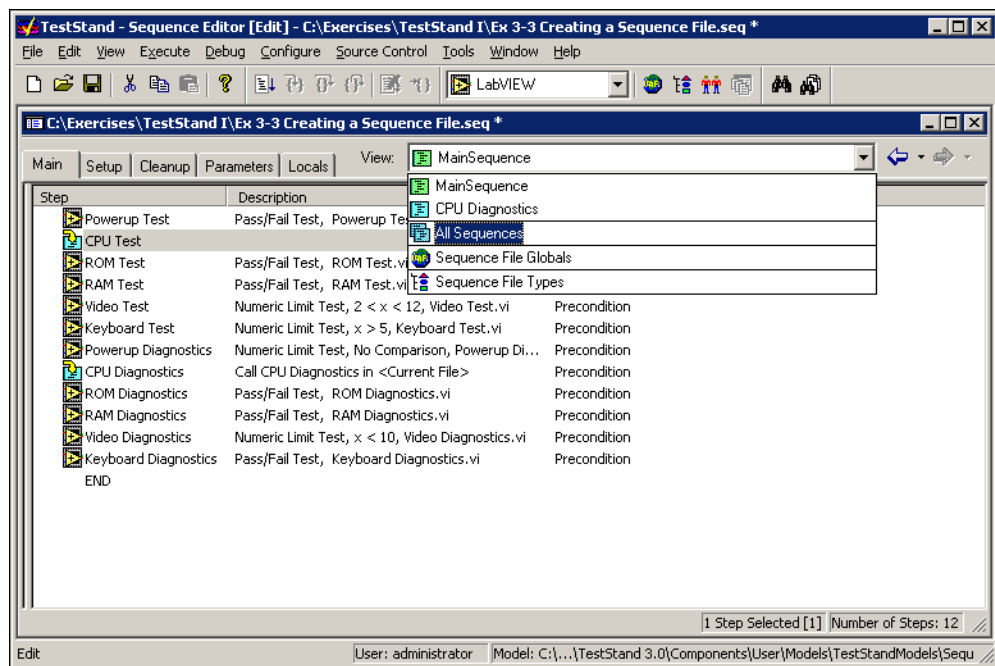 TestStand - Sequence Editor [Edit] - C:\Exercises\TestStand I\Ex 3-3 Creating a Sequence File.seq *
File Edit View Execute Debug Configure Source Control Tools Window Help
LabVIEW
C:\Exercises\TestStand I\Ex 3-3 Creating a Sequence File.seq *
Main Setup Cleanup Parameters Locals View: MainSequence
MainSequence
CPU Diagnostics
All Sequences
Sequence File Globals
Sequence File Types
Step Description
Powerup Test Pass/Fail Test, Powerup Te
CPU Test
ROM Test Pass/Fail Test, ROM Test.vi
RAM Test Pass/Fail Test, RAM Test.vi
Video Test Numeric Limit Test, 2 < x < 12, Video Test.vi Precondition
Keyboard Test Numeric Limit Test, x > 5, Keyboard Test.vi Precondition
Powerup Diagnostics Numeric Limit Test, No Comparison, Powerup Di... Precondition
CPU Diagnostics Call CPU Diagnostics in <Current File> Precondition
ROM Diagnostics Pass/Fail Test, ROM Diagnostics.vi Precondition
RAM Diagnostics Pass/Fail Test, RAM Diagnostics.vi Precondition
Video Diagnostics Numeric Limit Test, x < 10, Video Diagnostics.vi Precondition
Keyboard Diagnostics Pass/Fail Test, Keyboard Diagnostics.vi Precondition
END
1 Step Selected [1] Number of Steps: 12
Edit User: administrator Model: C:\...\TestStand 3.0\Components\User\Models\TestStandModels\Sequ